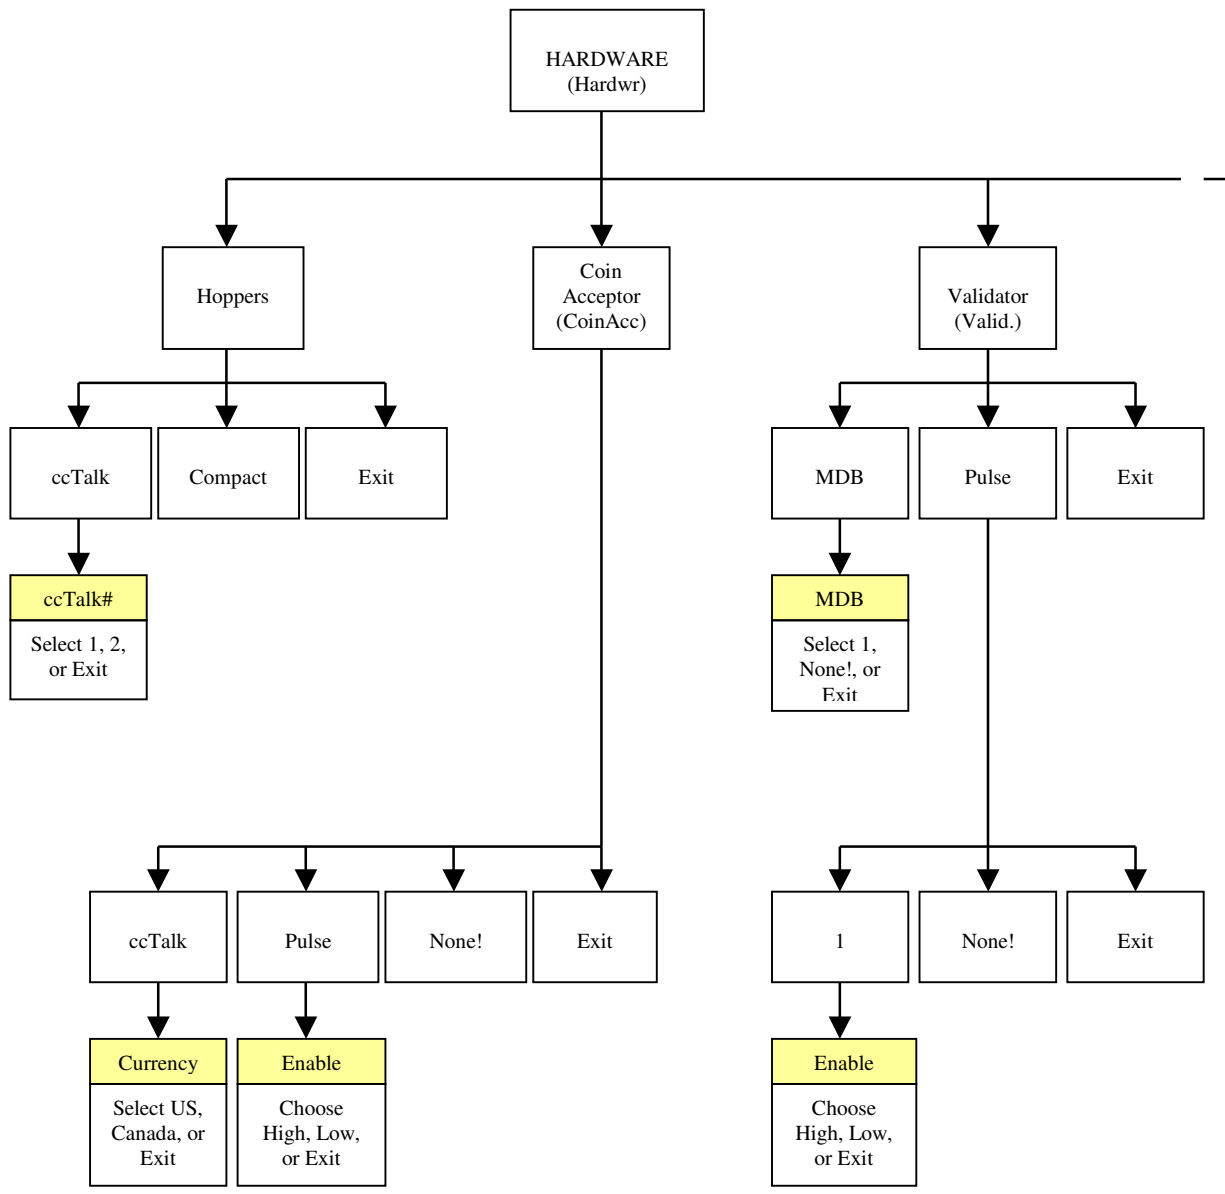 HARDWARE
(Hardwr)
Hoppers
Coin
Acceptor
(CoinAcc)
Validator
(Valid.)
ccTalk
Compact
Exit
MDB
Pulse
Exit
ccTalk#
Select 1, 2,
or Exit
MDB
Select 1,
None!, or
Exit
ccTalk
Pulse
None!
Exit
1
None!
Exit
Currency
Select US,
Canada, or
Exit
Enable
Choose
High, Low,
or Exit
Enable
Choose
High, Low,
or Exit